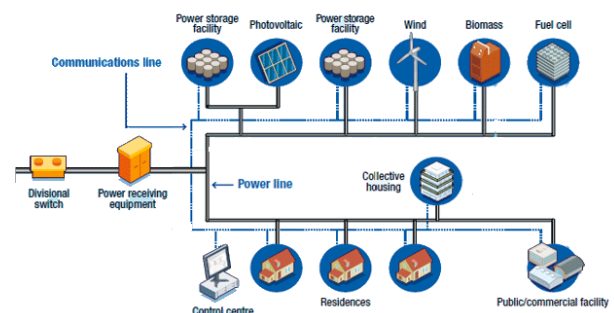 Power storage
facility
Photovoltaic
Power storage
facility
Wind
Biomass
Fuel cell
Communications line
Collective
housing
Divisional
switch
Power receiving
equipment
Power line
Control centre
Residences
Public/commercial facility